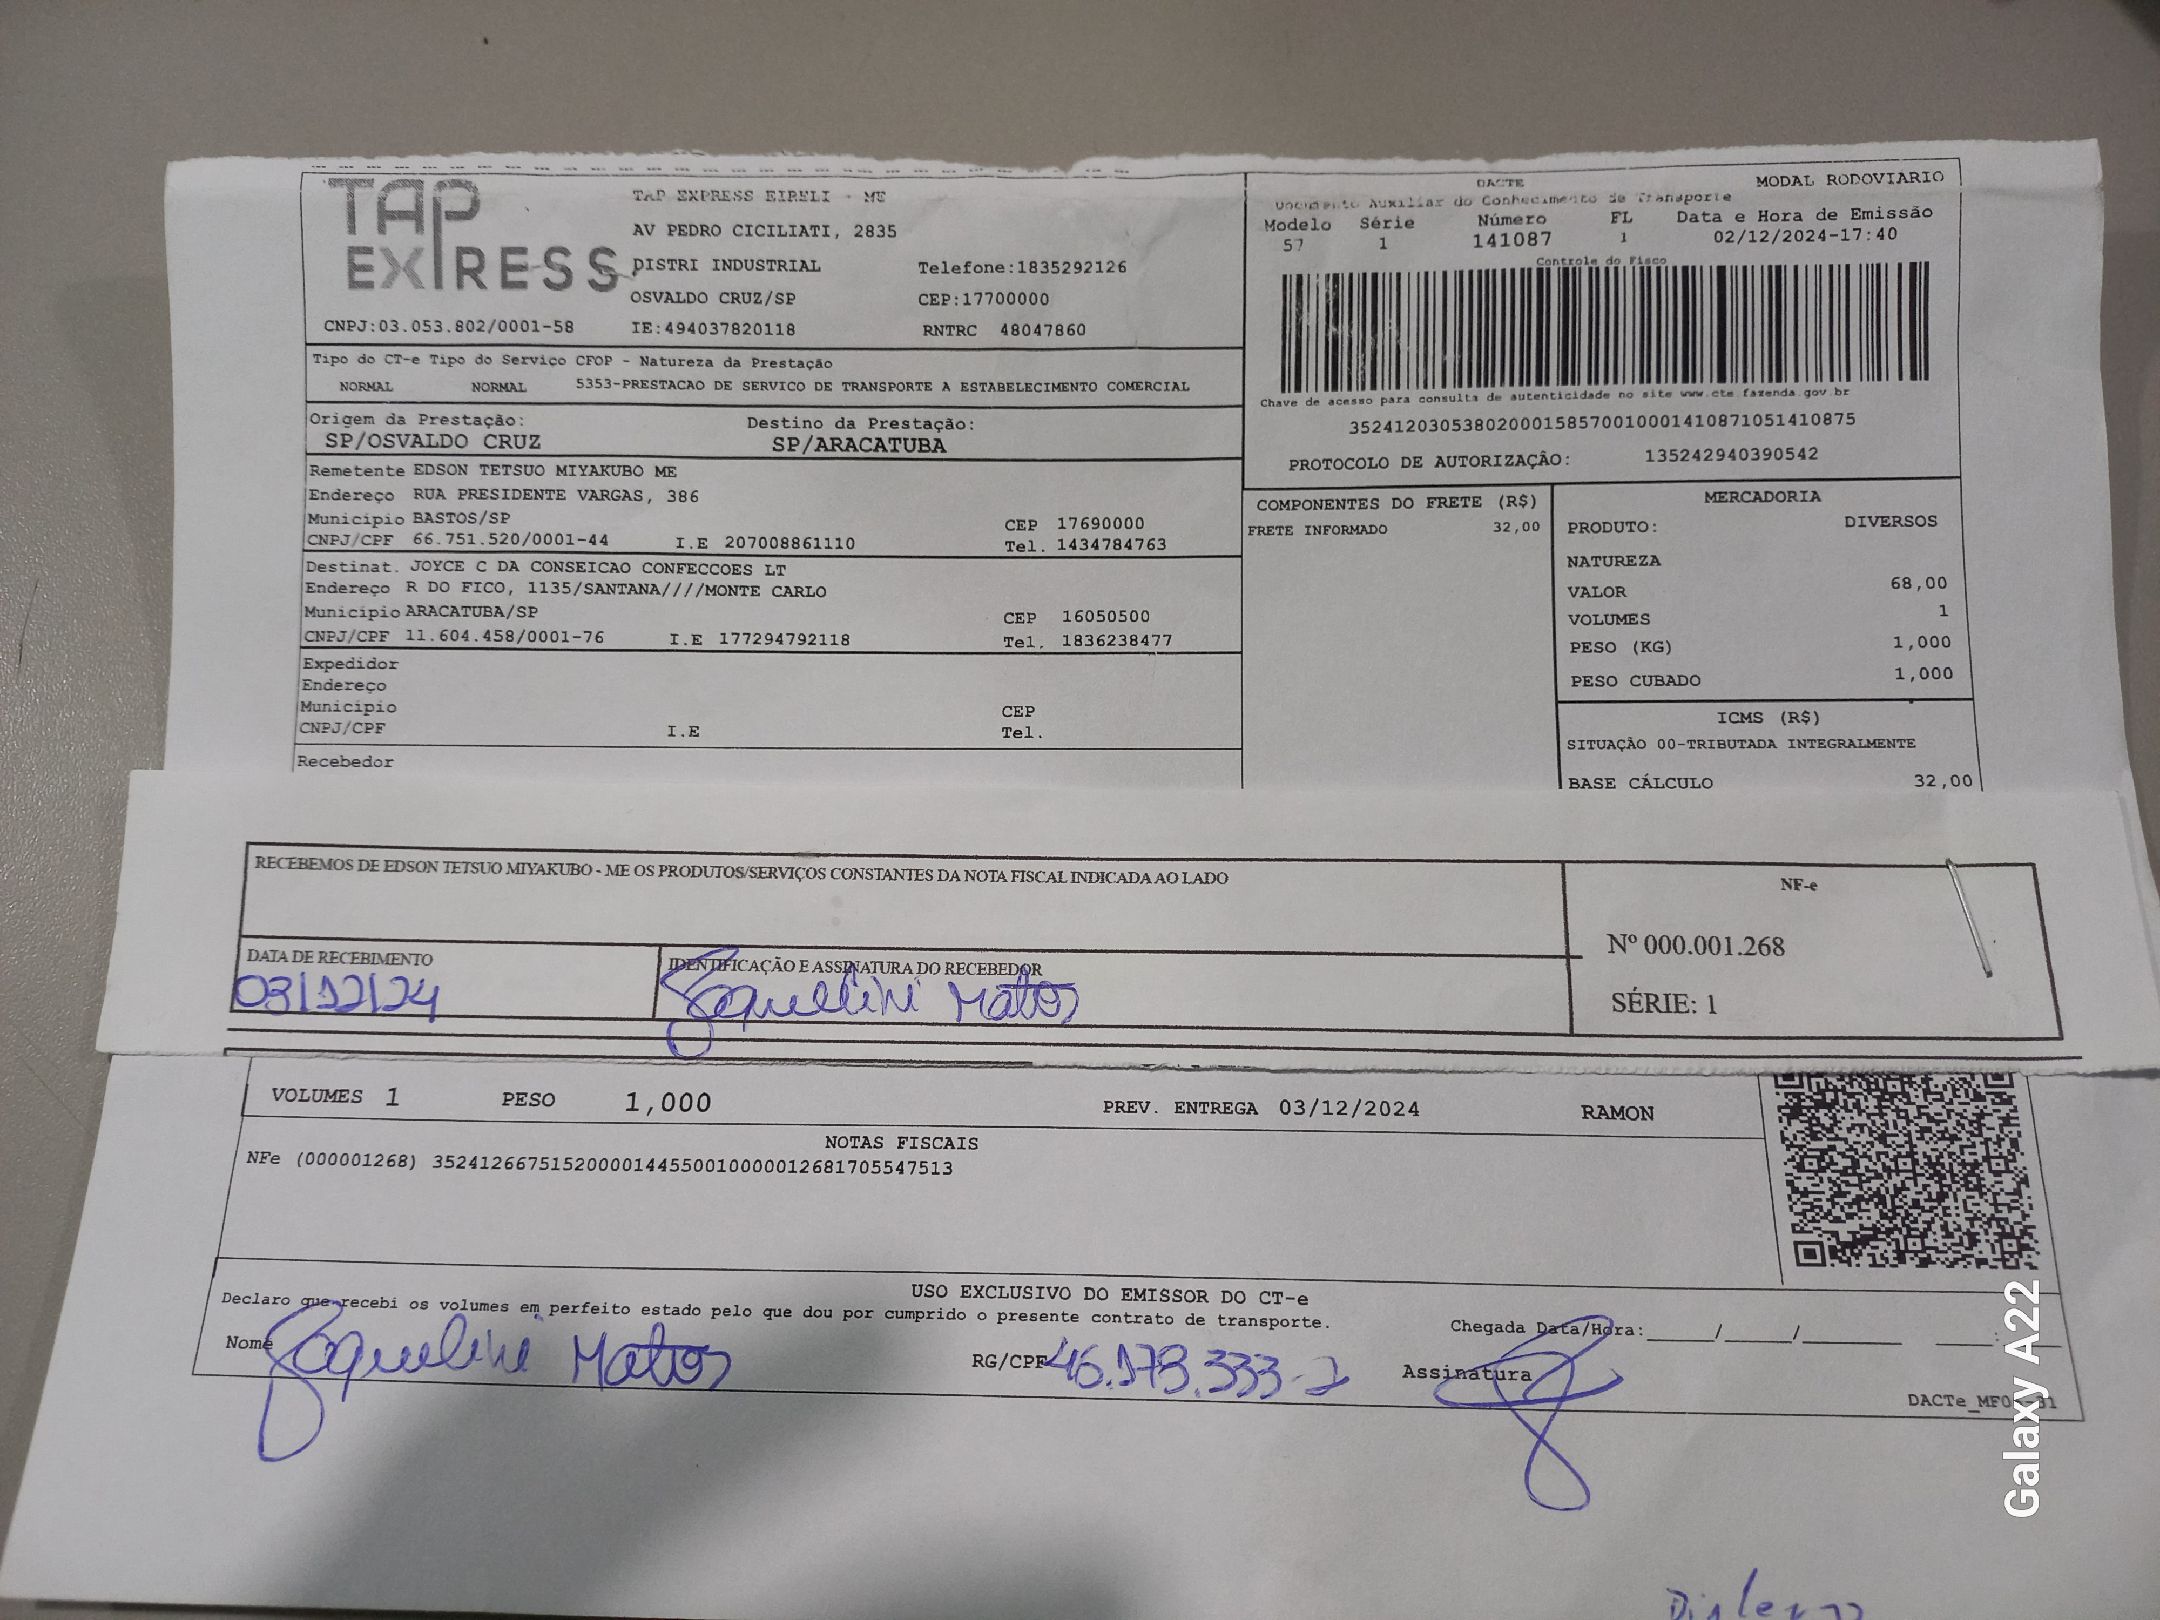 TAP
EXPRESS
TAP EXPRESS EIRELI - ME
AV PEDRO CICILIATI, 2835
DISTRI INDUSTRIAL Telefone:1835292126
OSVALDO CRUZ/SP CEP:17700000
CNPJ:03.053.802/0001-58 IE:494037820118 RNTRC 48047860
DACTE MODAL RODOVIARIO
Documento Auxiliar do Conhecimento de Transporte
Modelo Série Número FL Data e Hora de Emissão
57 1 141087 1 02/12/2024-17:40
Controle do Fisco
Chave de acesso para consulta de autenticidade no site www.cte.fazenda.gov.br
35241203053802000158570010001410871051410875
PROTOCOLO DE AUTORIZAÇÃO: 135242940390542
Tipo do CT-e Tipo do Serviço CFOP - Natureza da Prestação
NORMAL NORMAL 5353-PRESTACAO DE SERVICO DE TRANSPORTE A ESTABELECIMENTO COMERCIAL
Origem da Prestação: Destino da Prestação:
SP/OSVALDO CRUZ SP/ARACATUBA
Remetente EDSON TETSUO MIYAKUBO ME
Endereço RUA PRESIDENTE VARGAS, 386
Municipio BASTOS/SP CEP 17690000
CNPJ/CPF 66.751.520/0001-44 I.E 207008861110 Tel. 1434784763
Destinat. JOYCE C DA CONSEICAO CONFECCOES LT
Endereço R DO FICO, 1135/SANTANA////MONTE CARLO
Municipio ARACATUBA/SP CEP 16050500
CNPJ/CPF 11.604.458/0001-76 I.E 177294792118 Tel. 1836238477
Expedidor
Endereço
Municipio CEP
CNPJ/CPF I.E Tel.
Recebedor
COMPONENTES DO FRETE (R$)
FRETE INFORMADO 32,00
MERCADORIA
PRODUTO: DIVERSOS
NATUREZA
VALOR 68,00
VOLUMES 1
PESO (KG) 1,000
PESO CUBADO 1,000
ICMS (R$)
SITUAÇÃO 00-TRIBUTADA INTEGRALMENTE
BASE CÁLCULO 32,00
RECEBEMOS DE EDSON TETSUO MIYAKUBO - ME OS PRODUTOS/SERVIÇOS CONSTANTES DA NOTA FISCAL INDICADA AO LADO
NF-e
Nº 000.001.268
SÉRIE: 1
DATA DE RECEBIMENTO IDENTIFICAÇÃO E ASSINATURA DO RECEBEDOR
03/12/24 Jaquelini Matos
VOLUMES 1 PESO 1,000 PREV. ENTREGA 03/12/2024 RAMON
NOTAS FISCAIS
NFe (000001268) 35241266751520000144550010000012681705547513
USO EXCLUSIVO DO EMISSOR DO CT-e
Declaro que recebi os volumes em perfeito estado pelo que dou por cumprido o presente contrato de transporte.
Chegada Data/Hora:_____/_____/_______ ____:____
Nome Jaquelini Matos RG/CPF 46.173.333-2 Assinatura
Galaxy A22